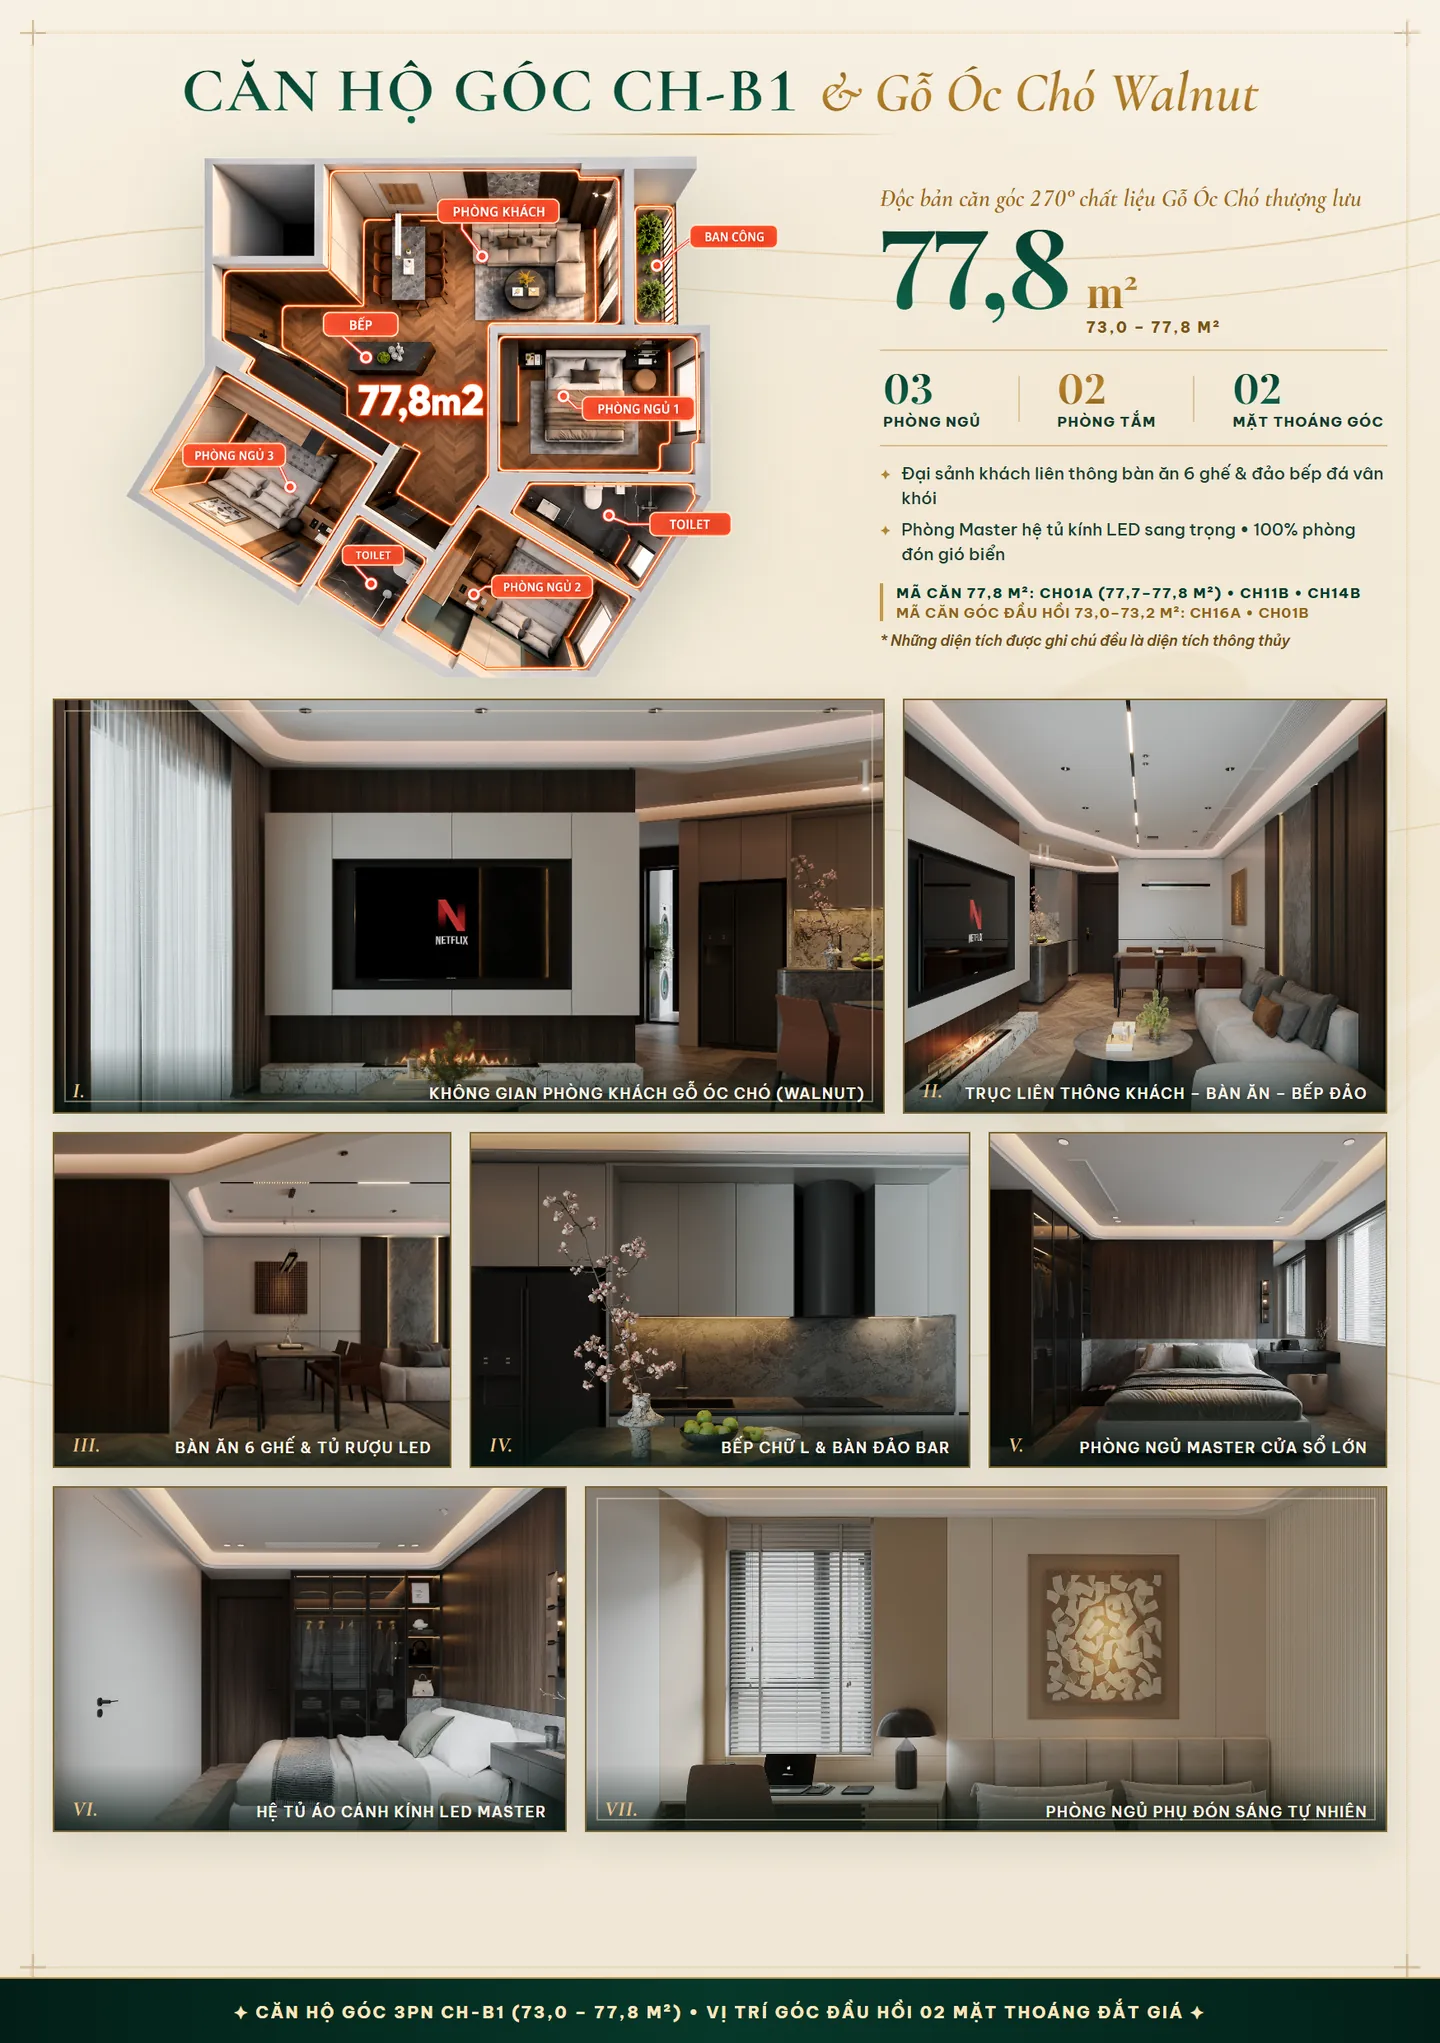 CĂN HỘ GÓC CH-B1 & Gỗ Óc Chó Walnut
PHÒNG KHÁCH
BAN CÔNG
BẾP
77,8m2
PHÒNG NGỦ 1
PHÒNG NGỦ 3
TOILET
TOILET
PHÒNG NGỦ 2
Độc bản căn góc 270° chất liệu Gỗ Óc Chó thượng lưu
77,8 m²
73,0 – 77,8 M²
03
PHÒNG NGỦ
02
PHÒNG TẮM
02
MẶT THOÁNG GÓC
✦ Đại sảnh khách liên thông bàn ăn 6 ghế & đảo bếp đá vân
khói
✦ Phòng Master hệ tủ kính LED sang trọng • 100% phòng
đón gió biển
MÃ CĂN 77,8 M²: CH01A (77,7–77,8 M²) • CH11B • CH14B
MÃ CĂN GÓC ĐẦU HỒI 73,0–73,2 M²: CH16A • CH01B
* Những diện tích được ghi chú đều là diện tích thông thủy
NETFLIX
I. KHÔNG GIAN PHÒNG KHÁCH GỖ ÓC CHÓ (WALNUT)
NETFLIX
II. TRỤC LIÊN THÔNG KHÁCH – BÀN ĂN – BẾP ĐẢO
III. BÀN ĂN 6 GHẾ & TỦ RƯỢU LED
IV. BẾP CHỮ L & BÀN ĐẢO BAR
V. PHÒNG NGỦ MASTER CỬA SỔ LỚN
VI. HỆ TỦ ÁO CÁNH KÍNH LED MASTER
VII. PHÒNG NGỦ PHỤ ĐÓN SÁNG TỰ NHIÊN
✦ CĂN HỘ GÓC 3PN CH-B1 (73,0 – 77,8 M²) • VỊ TRÍ GÓC ĐẦU HỒI 02 MẶT THOÁNG ĐẮT GIÁ ✦